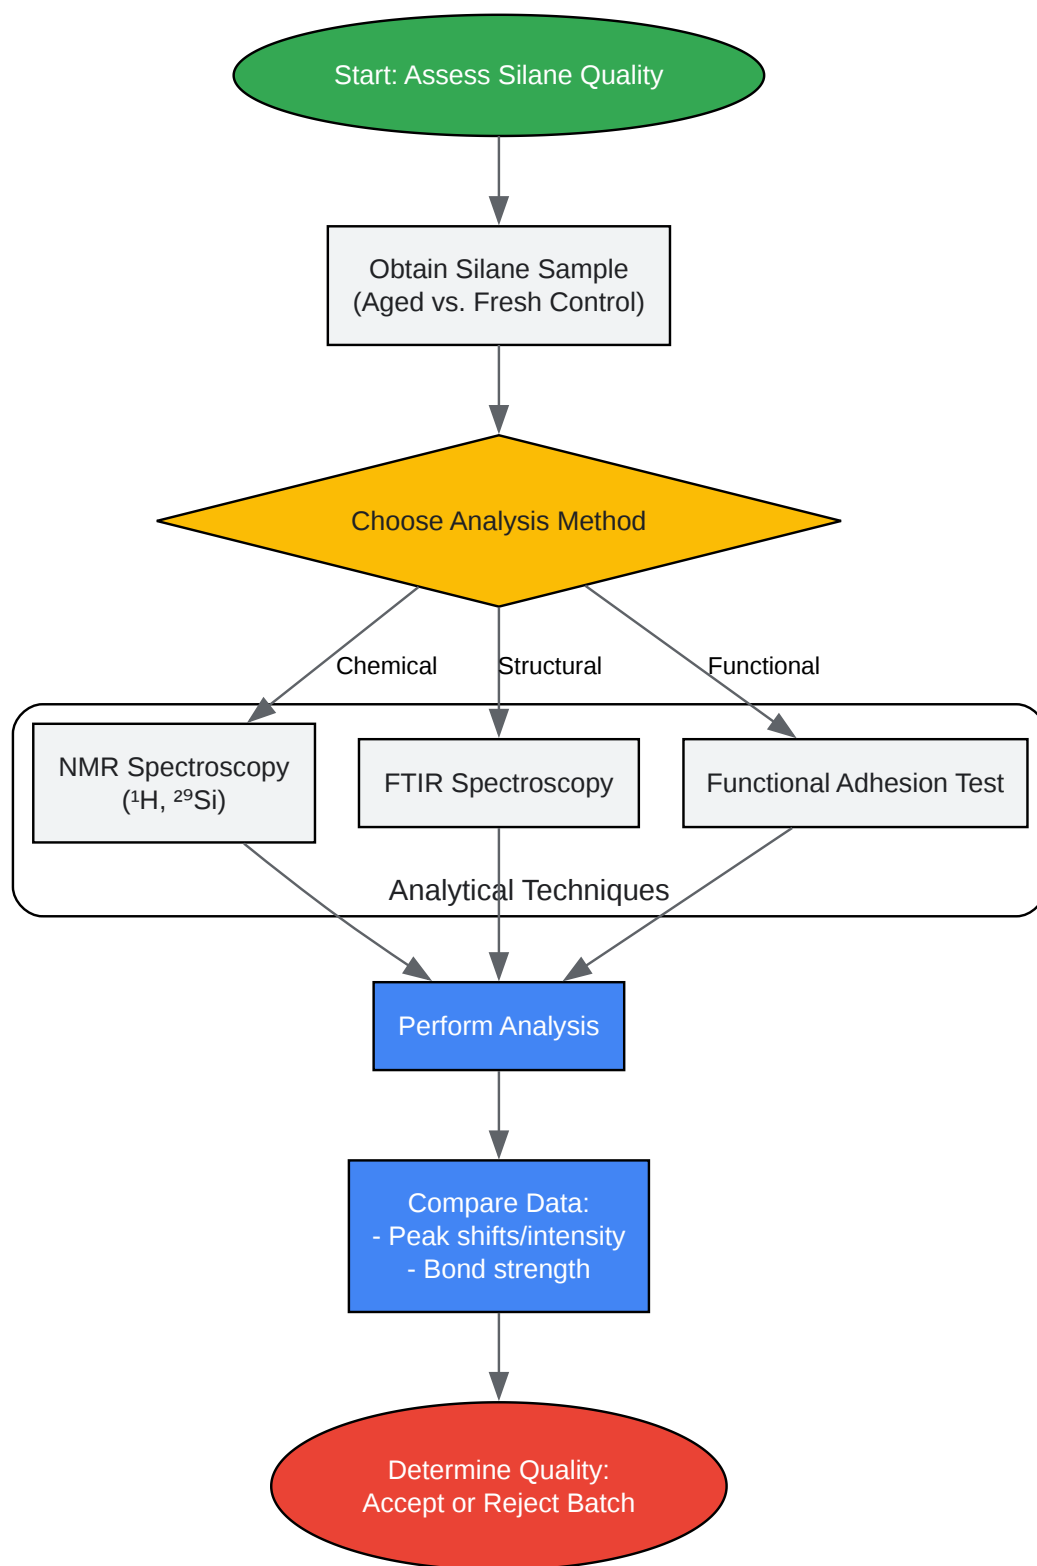 Start: Assess Silane Quality
Obtain Silane Sample
(Aged vs. Fresh Control)
Choose Analysis Method
Chemical
Structural
Functional
NMR Spectroscopy
(¹H, ²⁹Si)
FTIR Spectroscopy
Functional Adhesion Test
Analytical Techniques
Perform Analysis
Compare Data:
- Peak shifts/intensity
- Bond strength
Determine Quality:
Accept or Reject Batch